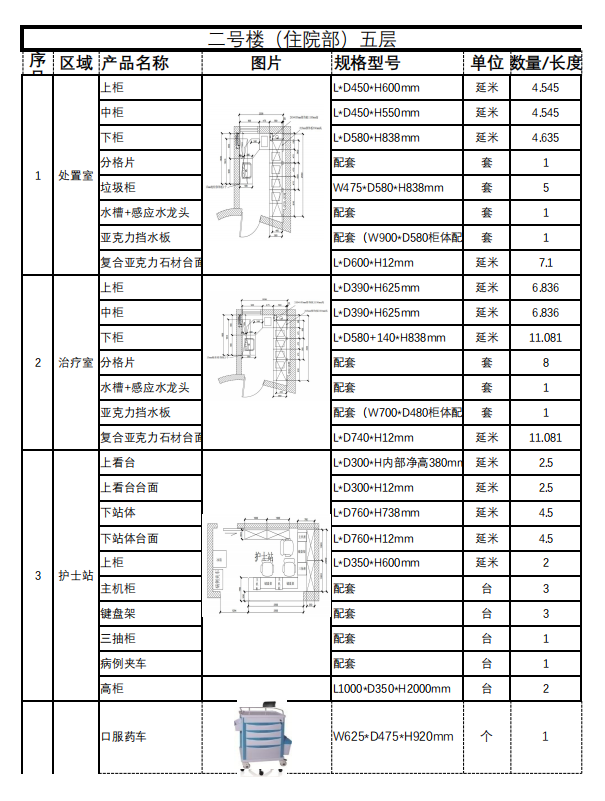 二号楼（住院部）五层
序号 区域 产品名称 图片 规格型号 单位 数量/长度
1 处置室
上柜 L*D450*H600mm 延米 4.545
中柜 L*D450*H550mm 延米 4.545
下柜 L*D580*H838mm 延米 4.635
分格片 配套 套 1
垃圾柜 W475*D580*H838mm 套 5
水槽+感应水龙头 配套 套 1
亚克力挡水板 配套（W900*D580柜体配 套 1
复合亚克力石材台面 L*D600*H12mm 延米 7.1
2 治疗室
上柜 L*D390*H625mm 延米 6.836
中柜 L*D390*H625mm 延米 6.836
下柜 L*D580+140*H838mm 延米 11.081
分格片 配套 套 8
水槽+感应水龙头 配套 套 1
亚克力挡水板 配套（W700*D480柜体配 套 1
复合亚克力石材台面 L*D740*H12mm 延米 11.081
3 护士站
上看台 L*D300*H内部净高380mm 延米 2.5
上看台台面 L*D300*H12mm 延米 2.5
下站体 L*D760*H738mm 延米 4.5
下站体台面 L*D760*H12mm 延米 4.5
上柜 L*D350*H600mm 延米 2
主机柜 配套 台 3
键盘架 配套 台 3
三抽柜 配套 台 1
病例夹车 配套 台 1
高柜 L1000*D350*H2000mm 台 2
护士站
口服药车 W625*D475*H920mm 个 1